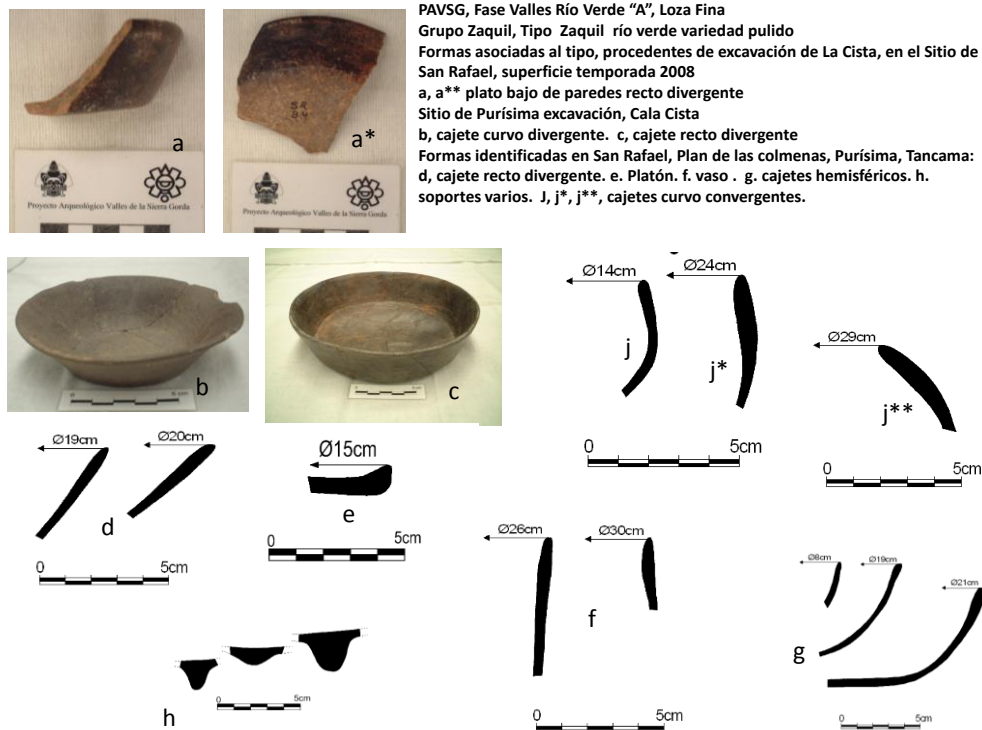 PAVSG, Fase Valles Río Verde “A”, Loza Fina
Grupo Zaquil, Tipo Zaquil río verde variedad pulido
Formas asociadas al tipo, procedentes de excavación de La Cista, en el Sitio de
San Rafael, superficie temporada 2008
a, a** plato bajo de paredes recto divergente
Sitio de Purísima excavación, Cala Cista
b, cajete curvo divergente. c, cajete recto divergente
Formas identificadas en San Rafael, Plan de las colmenas, Purísima, Tancama:
d, cajete recto divergente. e. Platón. f. vaso . g. cajetes hemisféricos. h.
soportes varios. J, j*, j**, cajetes curvo convergentes.
a
Proyecto Arqueológico Valles de la Sierra Gorda
a*
Proyecto Arqueológico Valles de la Sierra Gorda
b
c
Ø14cm Ø24cm
j
j*
0 5cm
Ø29cm
j**
0 5cm
Ø19cm Ø20cm
d
0 5cm
Ø15cm
e
0 5cm
Ø26cm Ø30cm
f
0 5cm
Ø8cm Ø19cm
Ø21cm
g
0 5cm
h
0 5cm